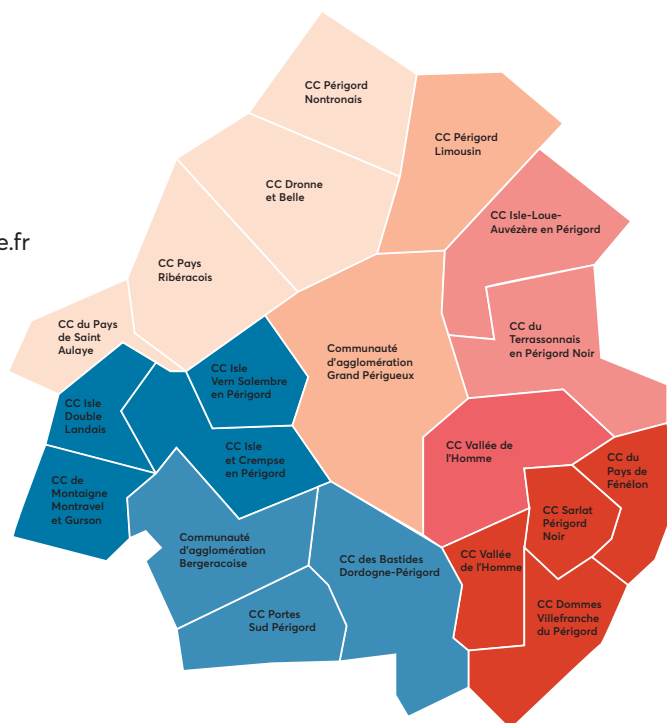 CC Périgord
Nontronais
CC Périgord
Limousin
CC Dronne
et Belle
CC Isle-Loue-
Auvézère en Périgord
e.fr
CC Pays
Ribéracois
CC du Pays
de Saint
Aulaye
CC du
Terrassonnais
en Périgord Noir
Communauté
d'agglomération
Grand Périgueux
CC Isle
Vern Salembre
en Périgord
CC Isle
Double
Landais
CC Isle
et Crempse
en Périgord
CC Vallée de
l'Homme
CC du
Pays de
Fénélon
CC de
Montaigne
Montravel
et Gurson
CC Sarlat
Périgord
Noir
Communauté
d'agglomération
Bergeracoise
CC des Bastides
Dordogne-Périgord
CC Vallée
de l'Homme
CC Portes
Sud Périgord
CC Dommes
Villefranche
du Périgord